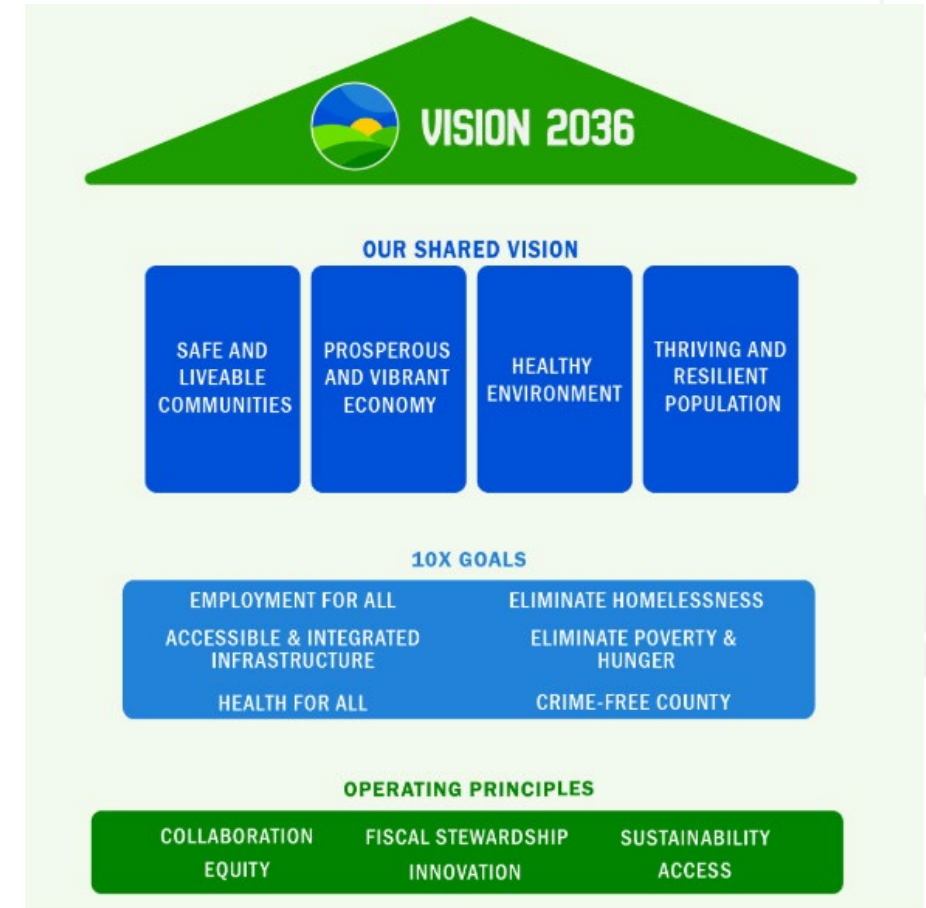 VISION 2036
OUR SHARED VISION
SAFE AND
LIVEABLE
COMMUNITIES
PROSPEROUS
AND VIBRANT
ECONOMY
HEALTHY
ENVIRONMENT
THRIVING AND
RESILIENT
POPULATION
10X GOALS
EMPLOYMENT FOR ALL
ACCESSIBLE & INTEGRATED
INFRASTRUCTURE
HEALTH FOR ALL
ELIMINATE HOMELESSNESS
ELIMINATE POVERTY &
HUNGER
CRIME-FREE COUNTY
OPERATING PRINCIPLES
COLLABORATION
EQUITY
FISCAL STEWARDSHIP
INNOVATION
SUSTAINABILITY
ACCESS